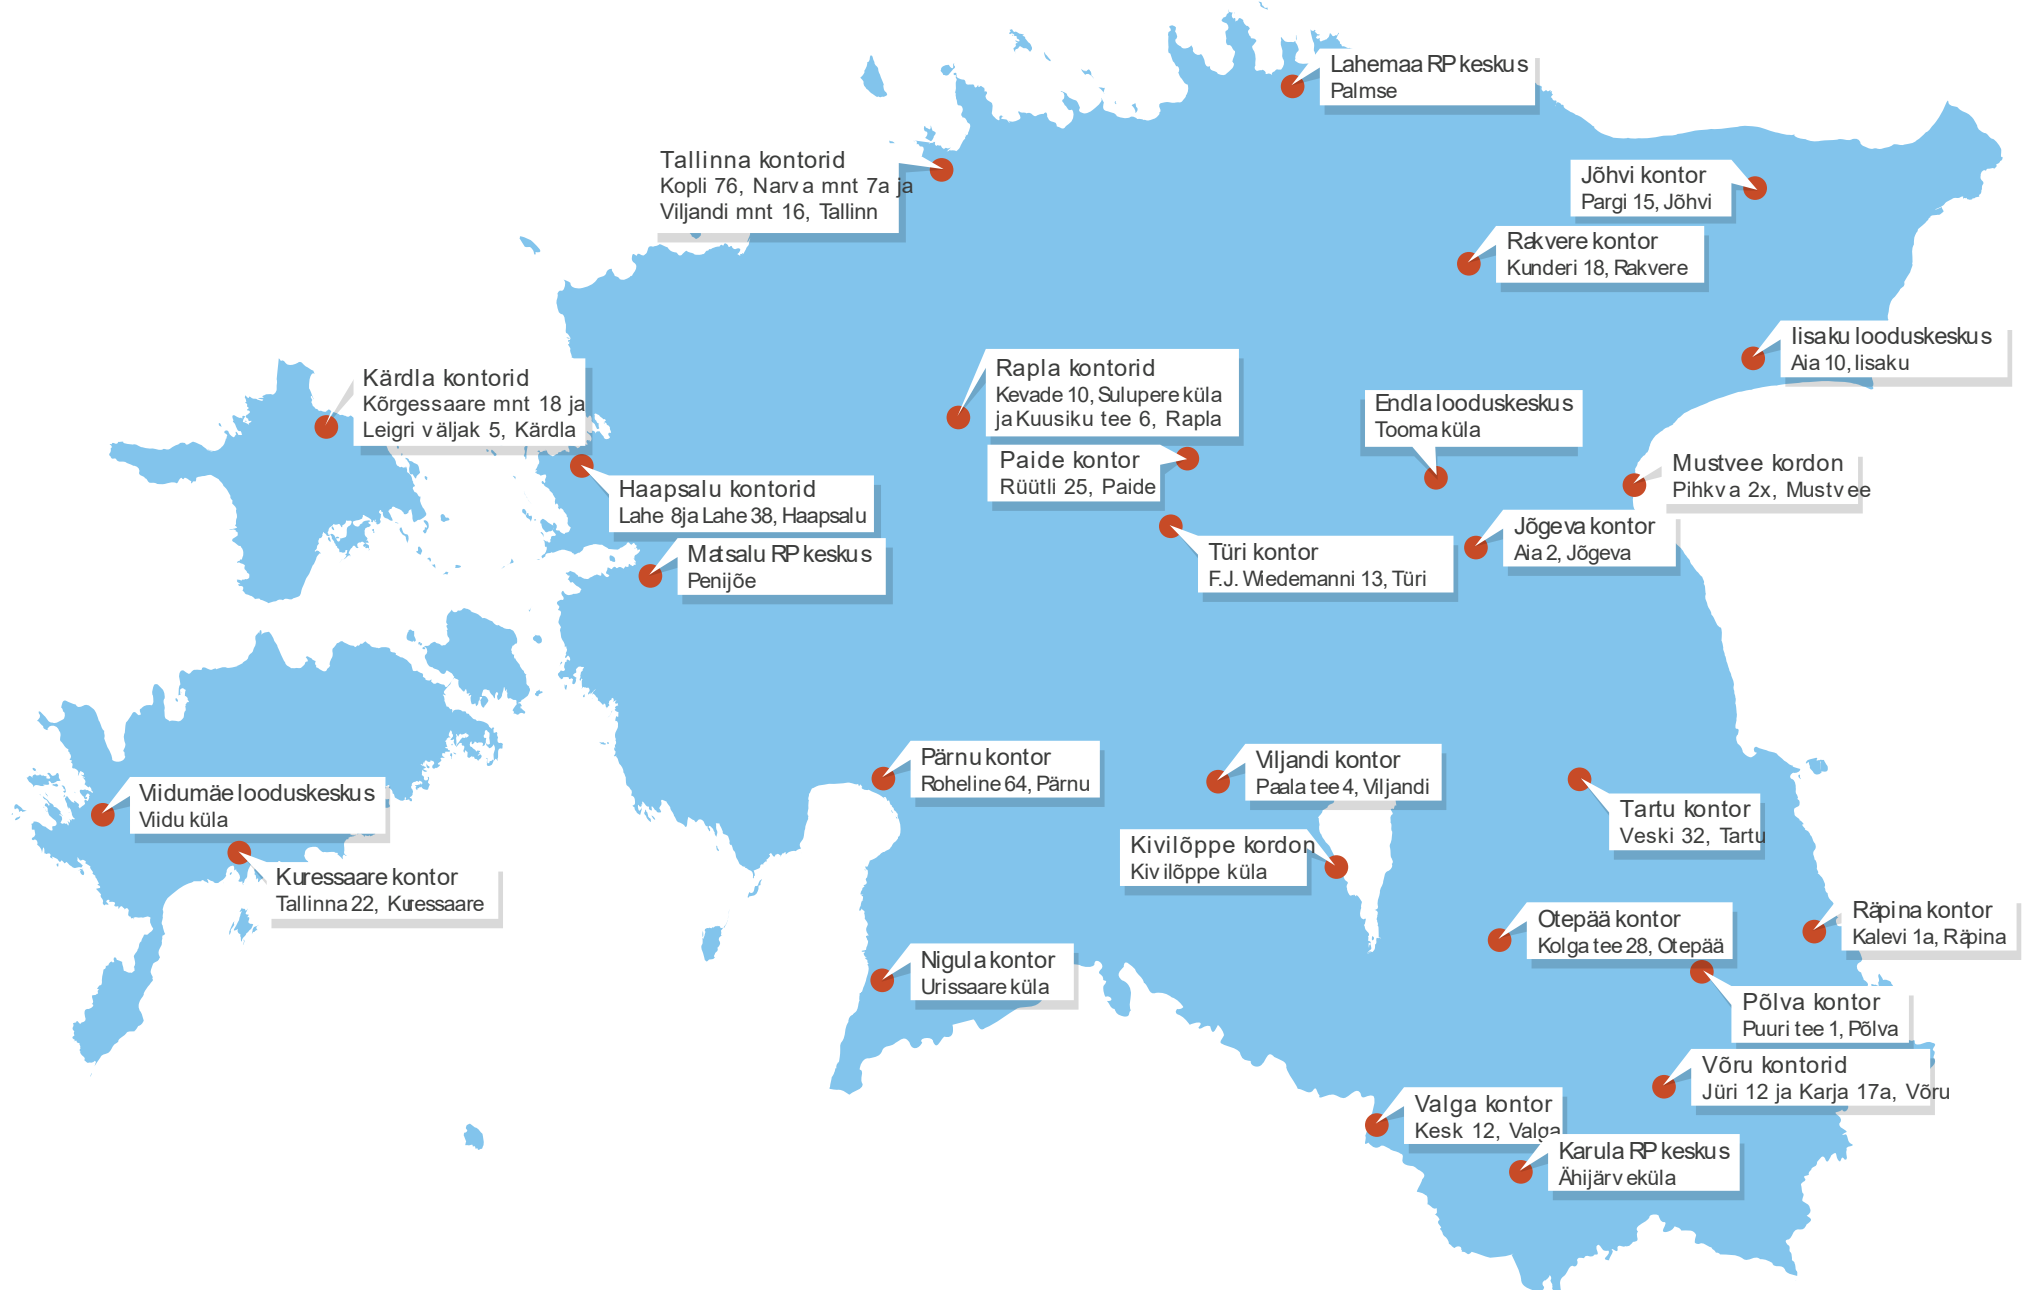 Lahemaa RP keskus
Palmse
Tallinna kontorid
Kopli 76, Narva mnt 7a ja
Viljandi mnt 16, Tallinn
Jõhvi kontor
Pargi 15, Jõhvi
Rakvere kontor
Kunderi 18, Rakvere
Iisaku looduskeskus
Aia 10, Iisaku
Kärdla kontorid
Kõrgessaare mnt 18 ja
Leigri väljak 5, Kärdla
Rapla kontorid
Kevade 10, Sulupere küla
ja Kuusiku tee 6, Rapla
Endla looduskeskus
Tooma küla
Paide kontor
Rüütli 25, Paide
Mustvee kordon
Pihkva 2x, Mustvee
Haapsalu kontorid
Lahe 8 ja Lahe 38, Haapsalu
Jõgeva kontor
Aia 2, Jõgeva
Türi kontor
F.J. Wiedemanni 13, Türi
Matsalu RP keskus
Penijõe
Pärnu kontor
Roheline 64, Pärnu
Viljandi kontor
Paala tee 4, Viljandi
Viidumäe looduskeskus
Viidu küla
Tartu kontor
Veski 32, Tartu
Kivilõppe kordon
Kivilõppe küla
Kuressaare kontor
Tallinna 22, Kuressaare
Otepää kontor
Kolga tee 28, Otepää
Räpina kontor
Kalevi 1a, Räpina
Nigula kontor
Urissaare küla
Põlva kontor
Puuri tee 1, Põlva
Võru kontorid
Jüri 12 ja Karja 17a, Võru
Valga kontor
Kesk 12, Valga
Karula RP keskus
Ähijärve küla